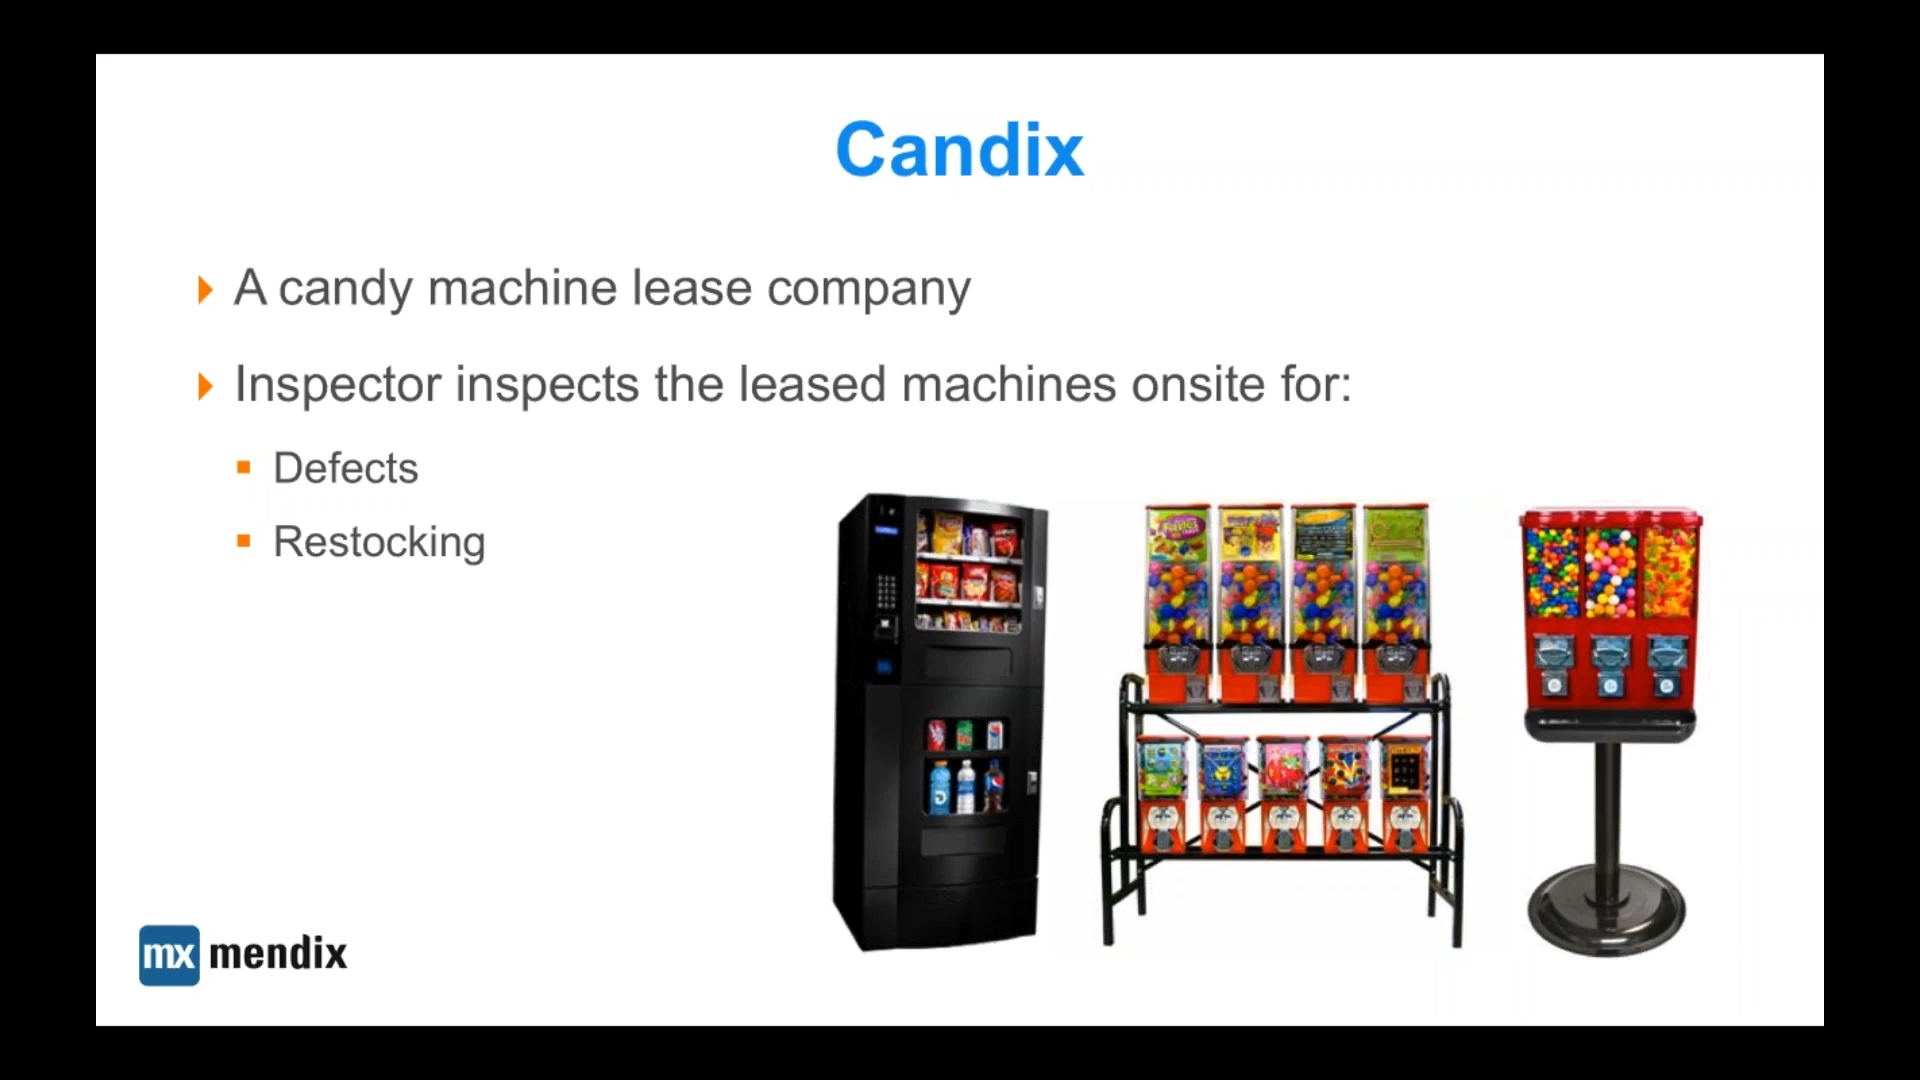 Candix
A candy machine lease company
Inspector inspects the leased machines onsite for:
Defects
Restocking
mx mendix